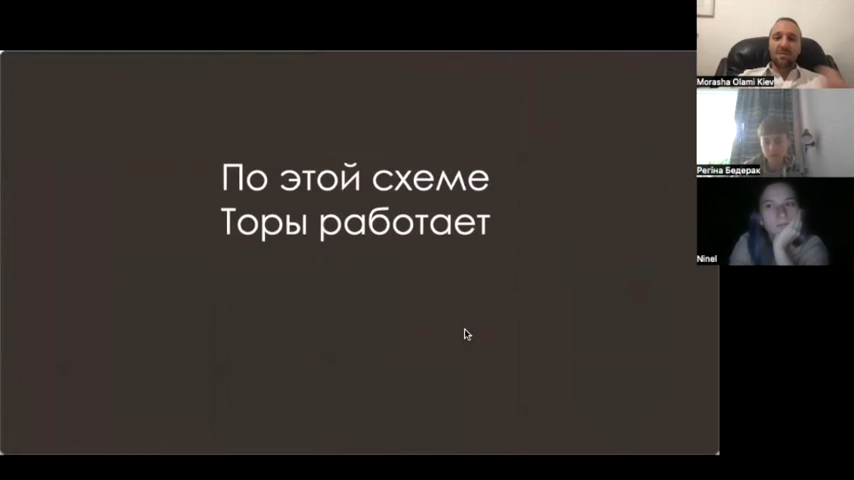 По этой схеме
Торы работает
Morasha Olami Kiev
Регіна Бедерак
Ninel